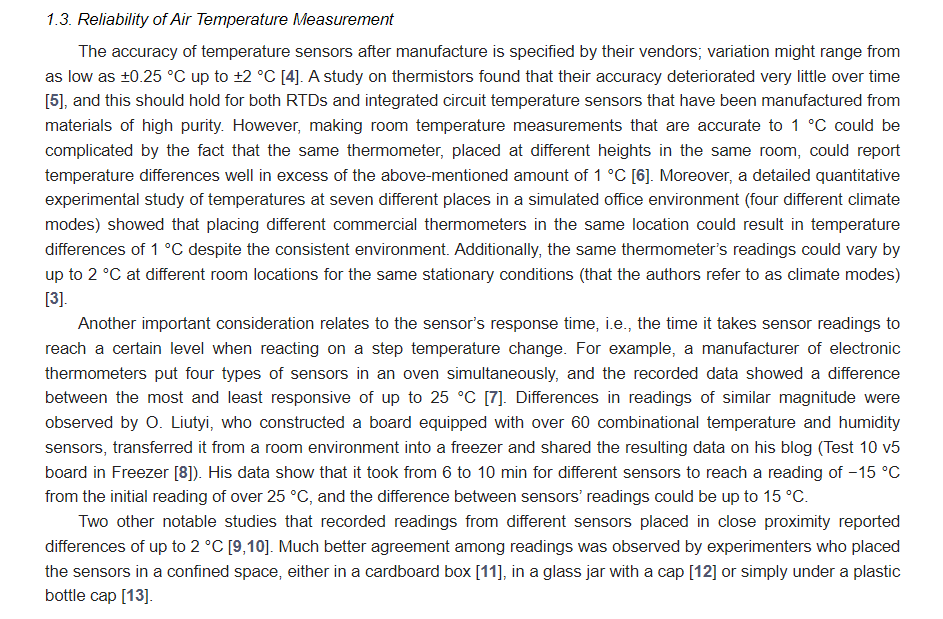 1.3. Reliability of Air Temperature Measurement
The accuracy of temperature sensors after manufacture is specified by their vendors; variation might range from
as low as ±0.25 °C up to ±2 °C [4]. A study on thermistors found that their accuracy deteriorated very little over time
[5], and this should hold for both RTDs and integrated circuit temperature sensors that have been manufactured from
materials of high purity. However, making room temperature measurements that are accurate to 1 °C could be
complicated by the fact that the same thermometer, placed at different heights in the same room, could report
temperature differences well in excess of the above-mentioned amount of 1 °C [6]. Moreover, a detailed quantitative
experimental study of temperatures at seven different places in a simulated office environment (four different climate
modes) showed that placing different commercial thermometers in the same location could result in temperature
differences of 1 °C despite the consistent environment. Additionally, the same thermometer's readings could vary by
up to 2 °C at different room locations for the same stationary conditions (that the authors refer to as climate modes)
[3].
Another important consideration relates to the sensor's response time, i.e., the time it takes sensor readings to
reach a certain level when reacting on a step temperature change. For example, a manufacturer of electronic
thermometers put four types of sensors in an oven simultaneously, and the recorded data showed a difference
between the most and least responsive of up to 25 °C [7]. Differences in readings of similar magnitude were
observed by O. Liutyi, who constructed a board equipped with over 60 combinational temperature and humidity
sensors, transferred it from a room environment into a freezer and shared the resulting data on his blog (Test 10 v5
board in Freezer [8]). His data show that it took from 6 to 10 min for different sensors to reach a reading of −15 °C
from the initial reading of over 25 °C, and the difference between sensors' readings could be up to 15 °C.
Two other notable studies that recorded readings from different sensors placed in close proximity reported
differences of up to 2 °C [9,10]. Much better agreement among readings was observed by experimenters who placed
the sensors in a confined space, either in a cardboard box [11], in a glass jar with a cap [12] or simply under a plastic
bottle cap [13].